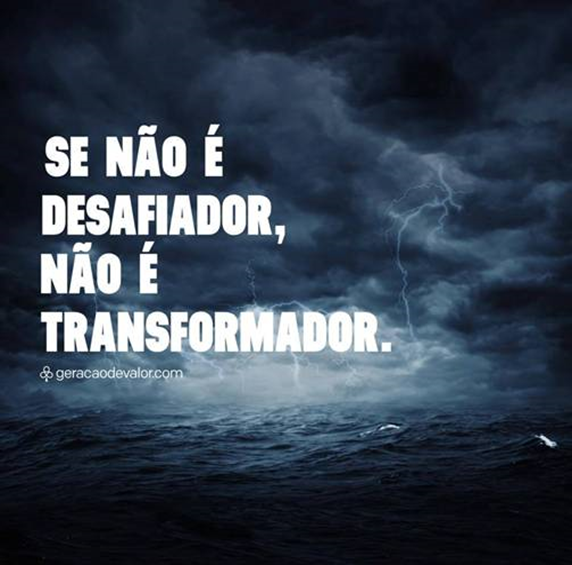 SE NÃO É
DESAFIADOR,
NÃO É
TRANSFORMADOR.
geracaodevalor.com